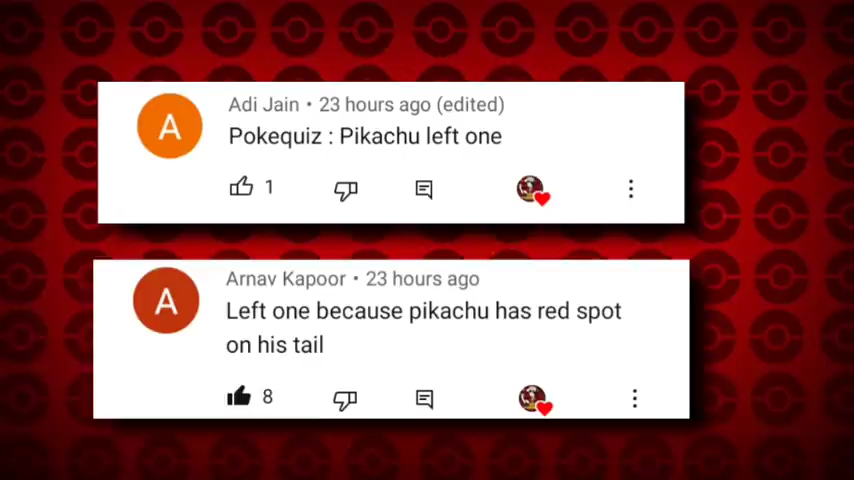 A
Adi Jain • 23 hours ago (edited)
Pokequiz : Pikachu left one
1
A
Arnav Kapoor • 23 hours ago
Left one because pikachu has red spot
on his tail
8